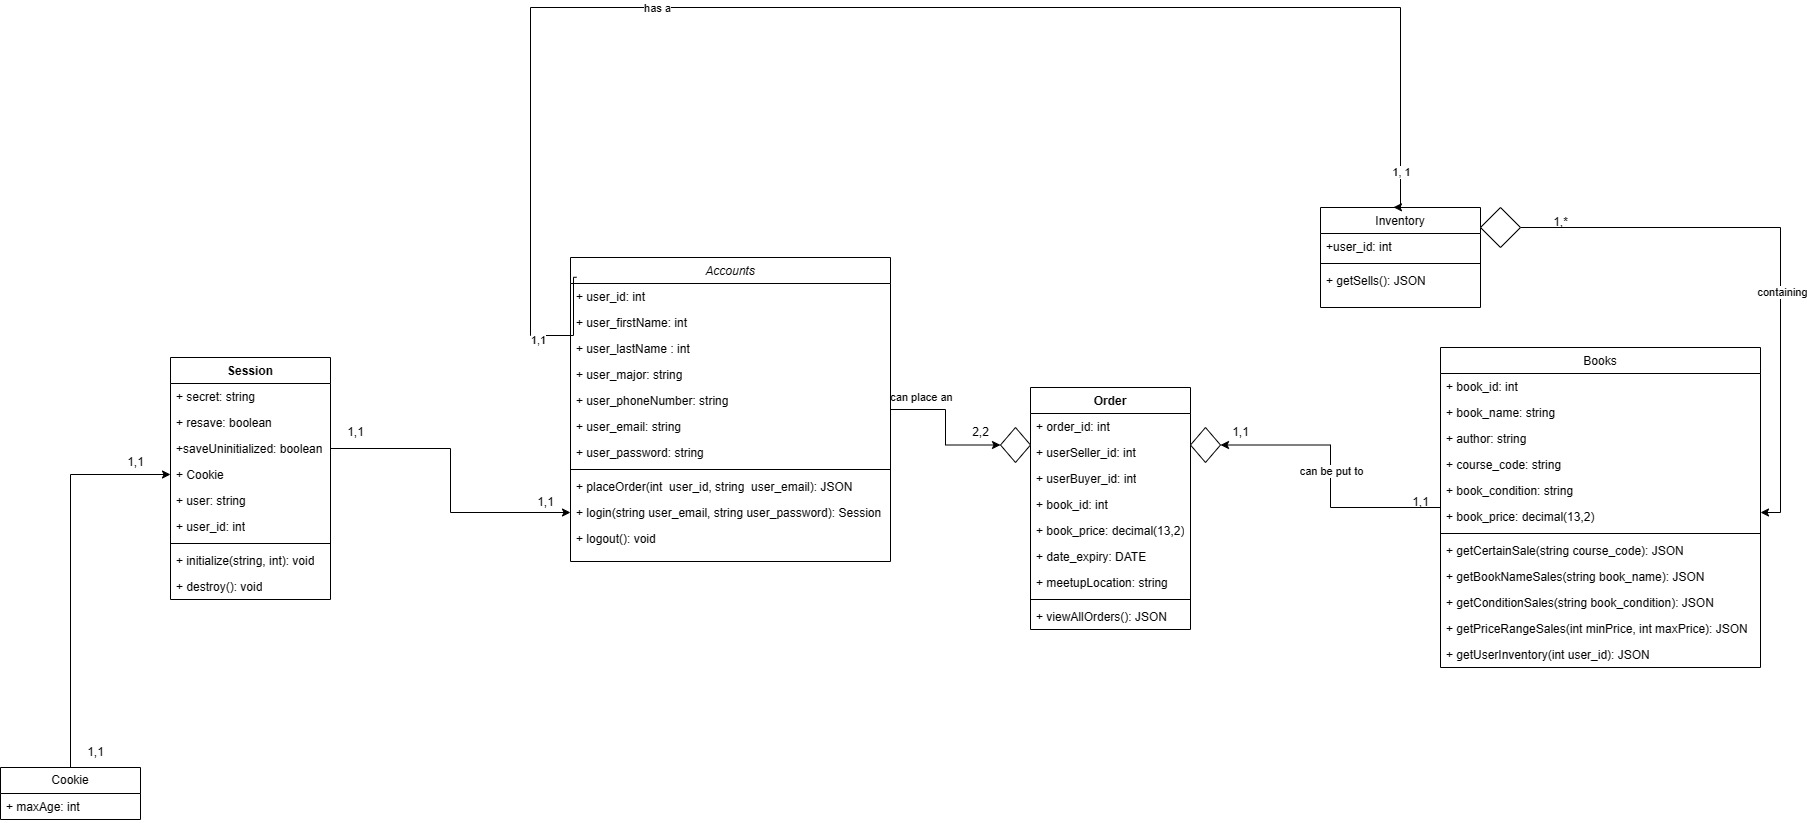 has a
1, 1
Inventory
+user_id: int
+ getSells(): JSON
1,*
containing
Accounts
+ user_id: int
+ user_firstName: int
+ user_lastName : int
+ user_major: string
+ user_phoneNumber: string
+ user_email: string
+ user_password: string
+ placeOrder(int  user_id, string  user_email): JSON
+ login(string user_email, string user_password): Session
+ logout(): void
1,1
Session
+ secret: string
+ resave: boolean
+saveUninitialized: boolean
+ Cookie
+ user: string
+ user_id: int
+ initialize(string, int): void
+ destroy(): void
1,1
1,1
1,1
1,1
Cookie
+ maxAge: int
can place an
2,2
Order
+ order_id: int
+ userSeller_id: int
+ userBuyer_id: int
+ book_id: int
+ book_price: decimal(13,2)
+ date_expiry: DATE
+ meetupLocation: string
+ viewAllOrders(): JSON
1,1
can be put to
1,1
Books
+ book_id: int
+ book_name: string
+ author: string
+ course_code: string
+ book_condition: string
+ book_price: decimal(13,2)
+ getCertainSale(string course_code): JSON
+ getBookNameSales(string book_name): JSON
+ getConditionSales(string book_condition): JSON
+ getPriceRangeSales(int minPrice, int maxPrice): JSON
+ getUserInventory(int user_id): JSON